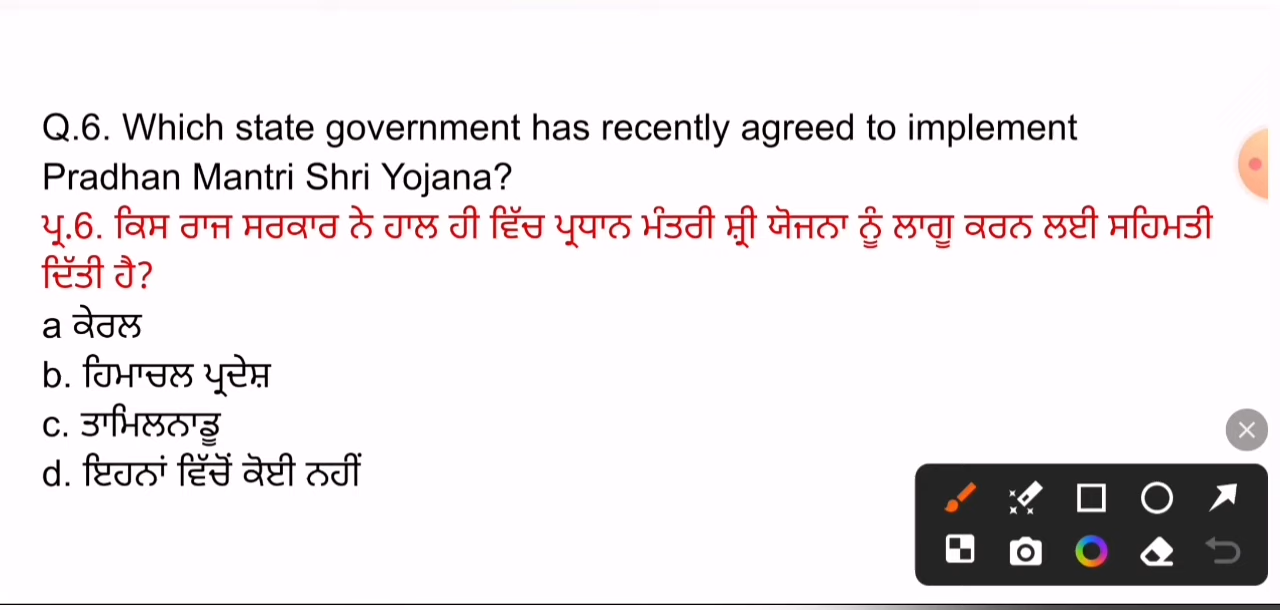 Q.6. Which state government has recently agreed to implement
Pradhan Mantri Shri Yojana?
ਪ੍ਰ.6. ਕਿਸ ਰਾਜ ਸਰਕਾਰ ਨੇ ਹਾਲ ਹੀ ਵਿੱਚ ਪ੍ਰਧਾਨ ਮੰਤਰੀ ਸ਼੍ਰੀ ਯੋਜਨਾ ਨੂੰ ਲਾਗੂ ਕਰਨ ਲਈ ਸਹਿਮਤੀ
ਦਿੱਤੀ ਹੈ?
a ਕੇਰਲ
b. ਹਿਮਾਚਲ ਪ੍ਰਦੇਸ਼
c. ਤਾਮਿਲਨਾਡੂ
d. ਇਹਨਾਂ ਵਿੱਚੋਂ ਕੋਈ ਨਹੀਂ